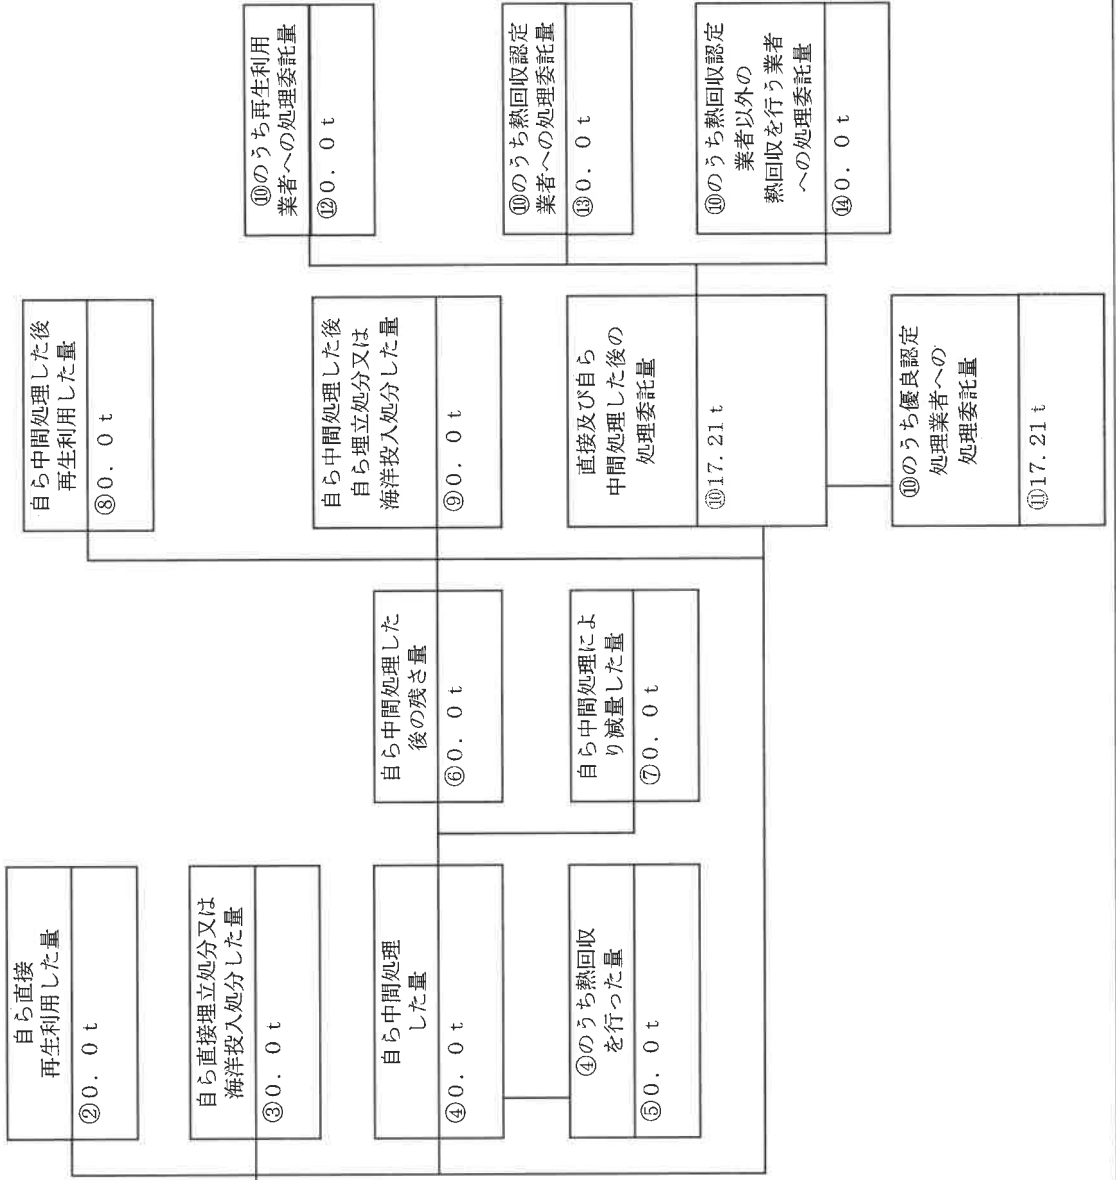 自ら直接
再生利用した量
②0.0t
自ら直接埋立処分又は
海洋投入処分した量
③0.0t
自ら中間処理
した量
④0.0t
④のうち熱回収
を行った量
⑤0.0t
自ら中間処理した
後の残さ量
⑥0.0t
自ら中間処理によ
り減量した量
⑦0.0t
自ら中間処理した後
再生利用した量
⑧0.0t
自ら中間処理した後
自ら埋立処分又は
海洋投入処分した量
⑨0.0t
直接及び自ら
中間処理した後の
処理委託量
⑩17.21t
⑩のうち優良認定
処理業者への
処理委託量
⑪17.21t
⑩のうち再生利用
業者への処理委託量
⑫0.0t
⑩のうち熱回収認定
業者への処理委託量
⑬0.0t
⑩のうち熱回収認定
業者以外の
熱回収を行う業者
への処理委託量
⑭0.0t